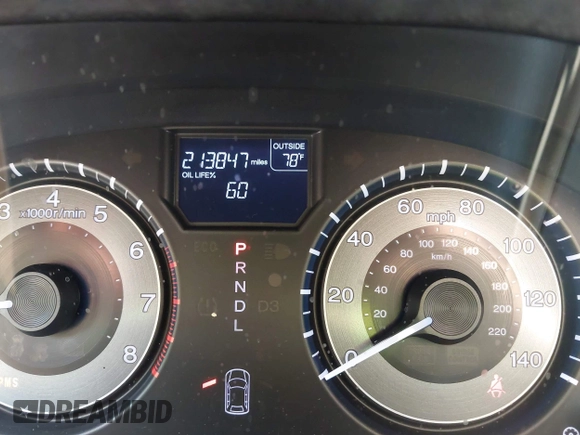 OUTSIDE
213847 miles 78°F
OIL LIFE%
60
3 4 5 6 7 8
x1000r/min
P
R
N
D D3
L
0 20 40 60 80 100 120 140
mph
20 40 60 80 100 120 140 160 180 200 220
km/h
DREAMBID